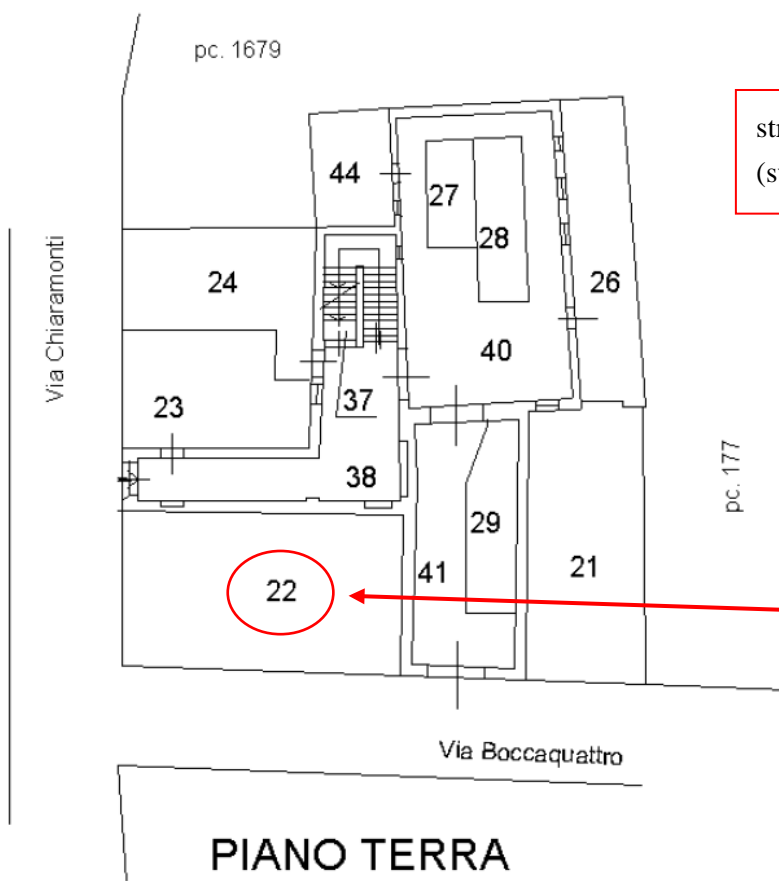 pc. 1679
44
27
28
24
26
Via Chiaramonti
40
37
23
38
pc. 177
29
41
21
22
Via Boccaquattro
PIANO TERRA